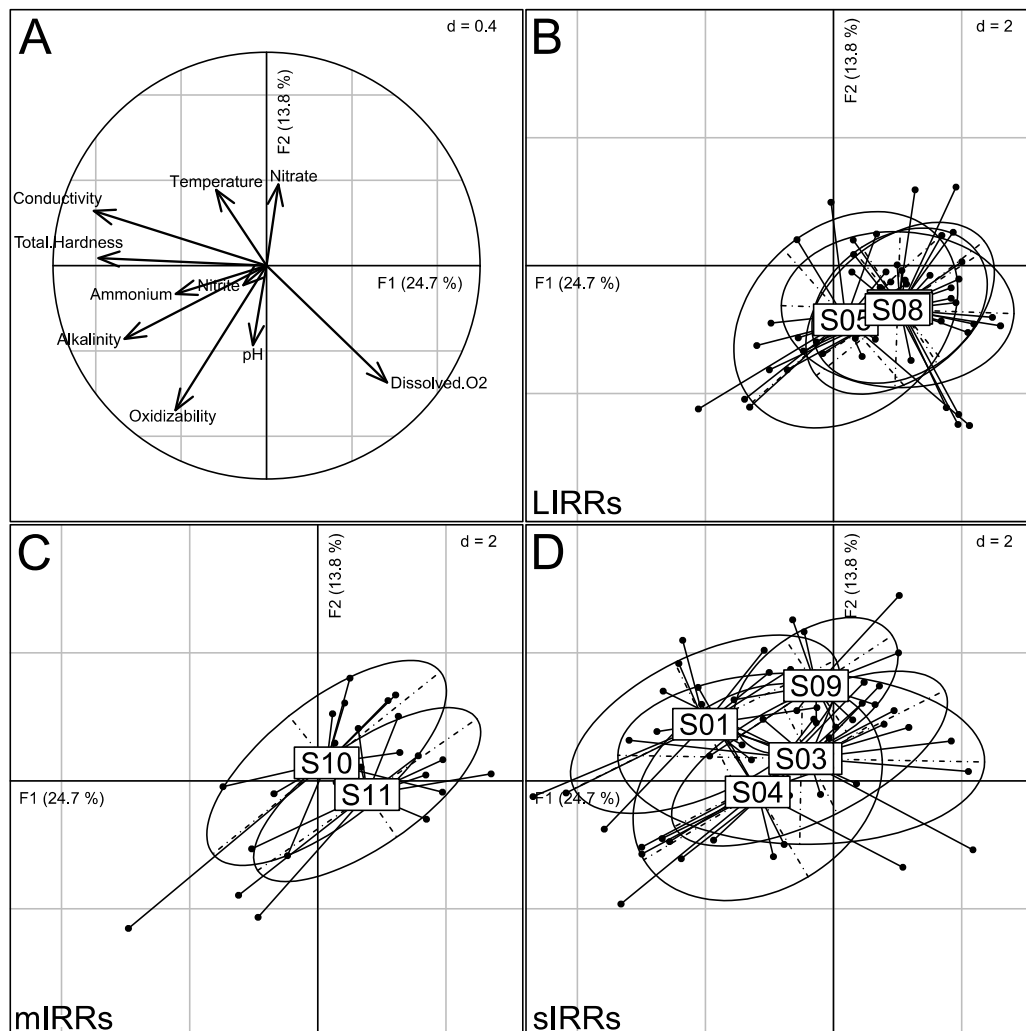 A
d = 0.4
F2 (13.8 %)
Temperature
Nitrate
Conductivity
Total.Hardness
F1 (24.7 %)
Ammonium
Nitrite
Alkalinity
pH
Dissolved.O2
Oxidizability
B
d = 2
F2 (13.8 %)
F1 (24.7 %)
S05
S08
LIRRs
C
d = 2
F2 (13.8 %)
S10
F1 (24.7 %)
S11
mIRRs
D
d = 2
F2 (13.8 %)
S09
S01
S03
F1 (24.7 %)
S04
sIRRs